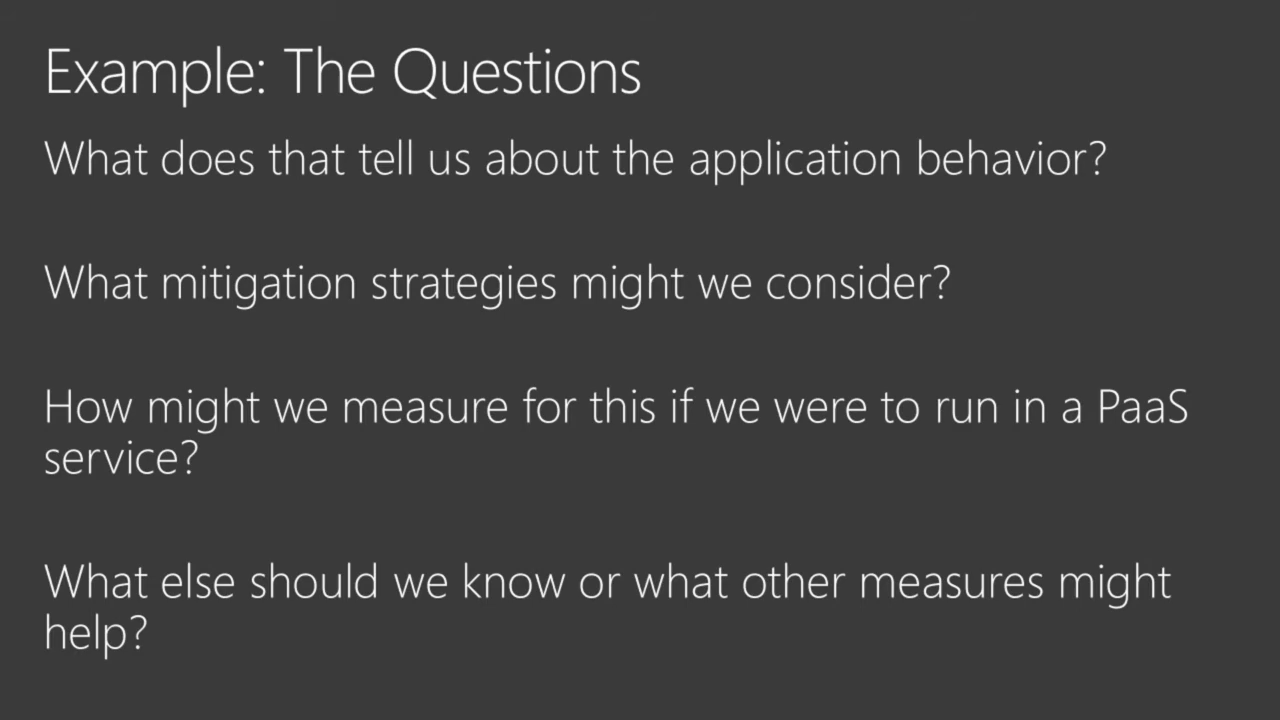 Example: The Questions
What does that tell us about the application behavior?
What mitigation strategies might we consider?
How might we measure for this if we were to run in a PaaS
service?
What else should we know or what other measures might
help?